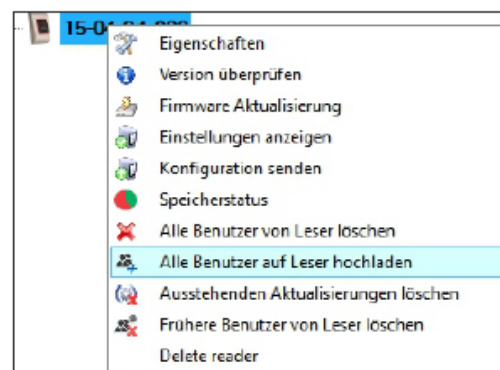 Eigenschaften
Version überprüfen
Firmware Aktualisierung
Einstellungen anzeigen
Konfiguration senden
Speicherstatus
Alle Benutzer von Leser löschen
Alle Benutzer auf Leser hochladen
Ausstehenden Aktualisierungen löschen
Frühere Benutzer von Leser löschen
Delete reader